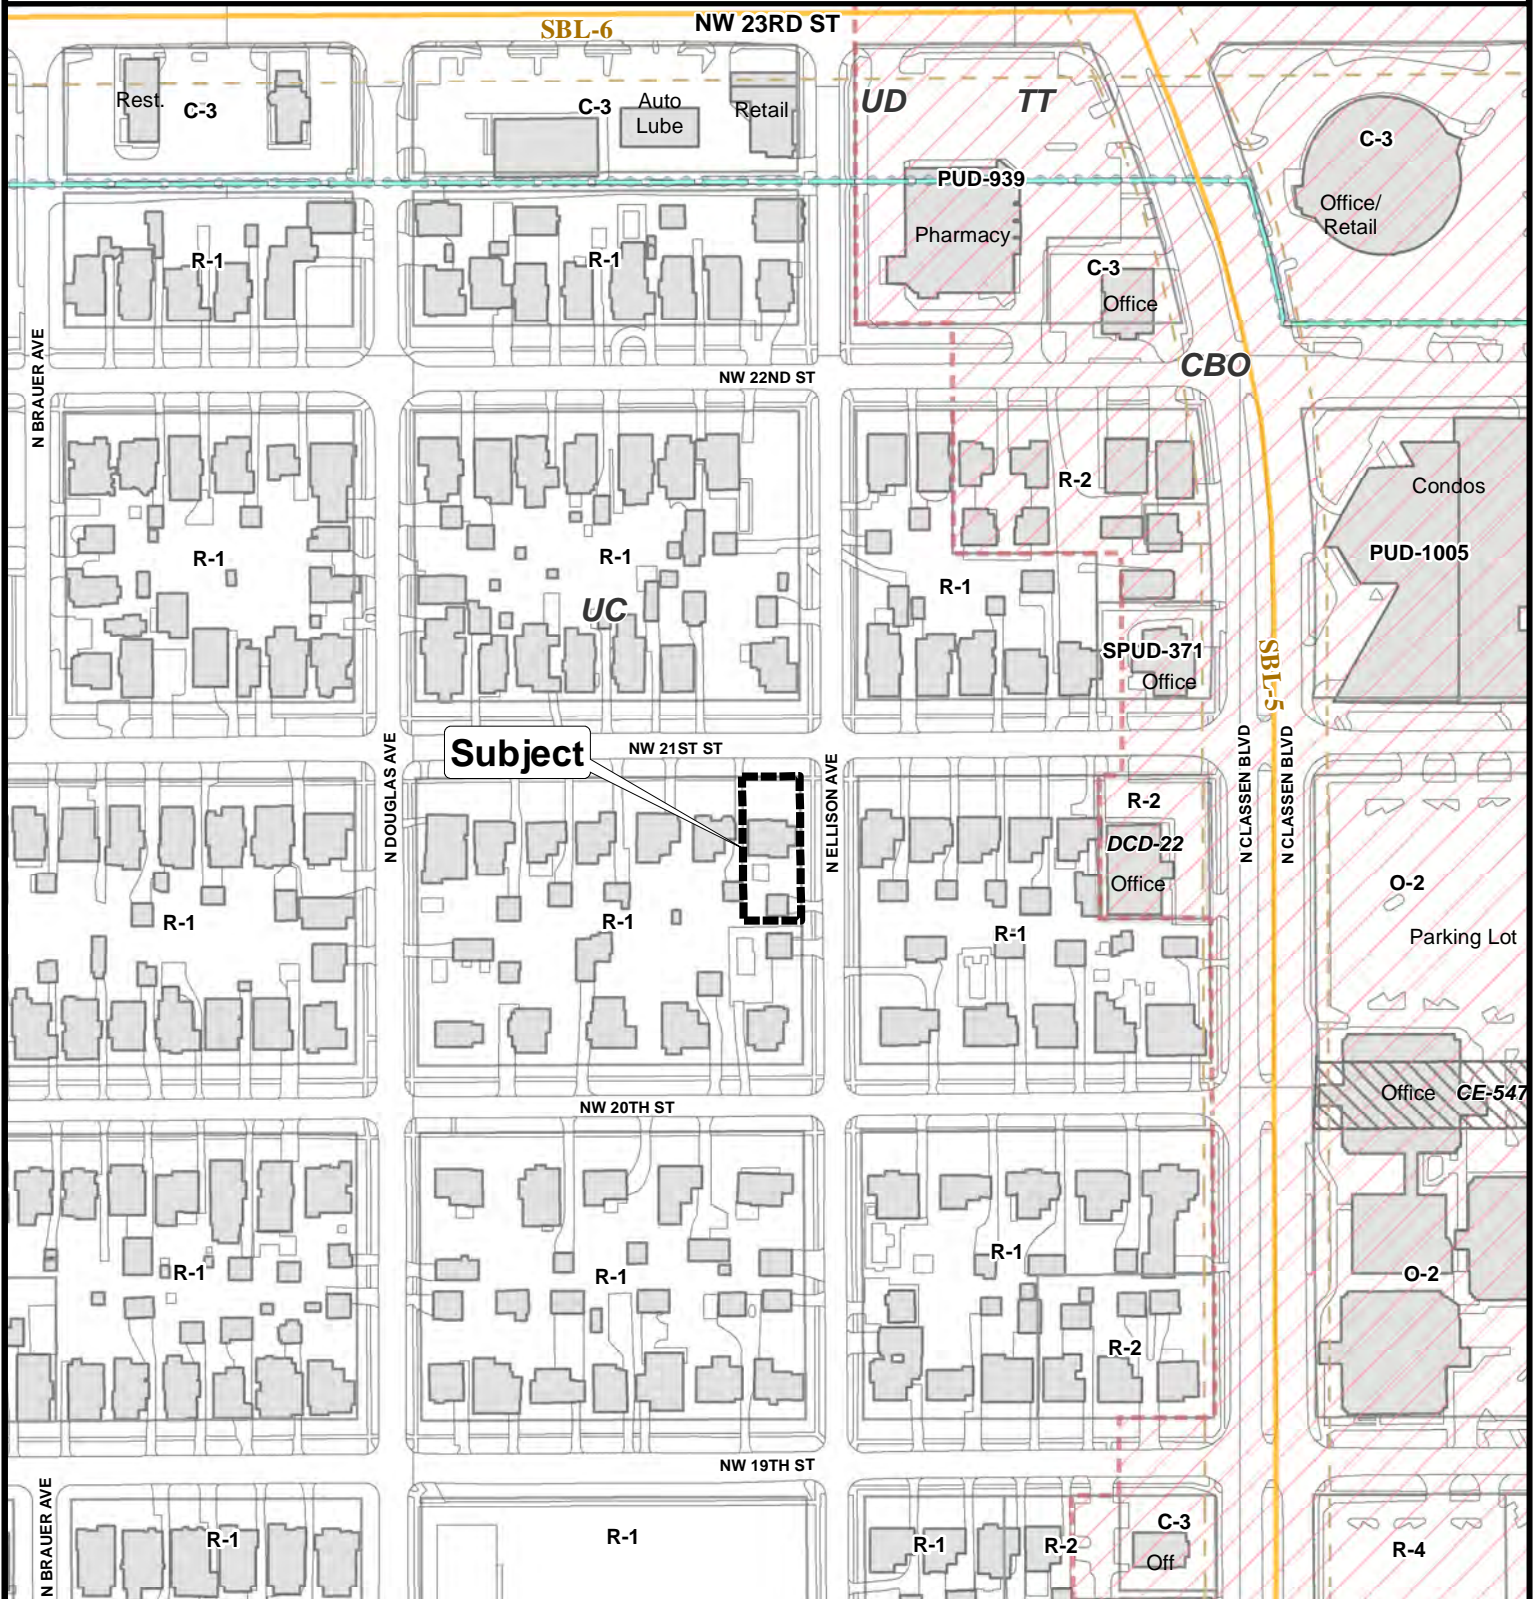 SBL-6
NW 23RD ST
Rest.
C-3
C-3
Auto
Lube
Retail
UD
TT
C-3
PUD-939
Office/
Retail
Pharmacy
R-1
R-1
C-3
Office
N BRAUER AVE
NW 22ND ST
CBO
R-2
Condos
R-1
R-1
R-1
PUD-1005
UC
SPUD-371
Office
SBL-5
Subject
NW 21ST ST
N DOUGLAS AVE
N ELLISON AVE
N CLASSEN BLVD
N CLASSEN BLVD
R-2
DCD-22
Office
O-2
R-1
R-1
R-1
Parking Lot
Office
CE-547
NW 20TH ST
R-1
R-1
R-1
O-2
R-2
NW 19TH ST
N BRAUER AVE
R-1
R-1
R-1
R-2
C-3
Off
R-4